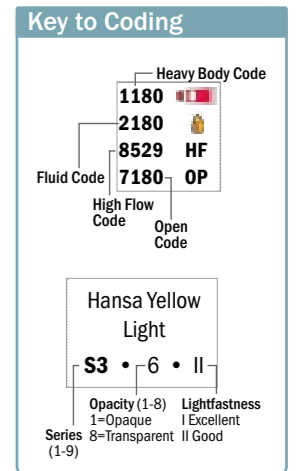 Key to Coding
Heavy Body Code
1180
2180
8529 HF
7180 OP
Fluid Code
High Flow
Code
Open
Code
Hansa Yellow
Light
S3 • 6 • II
Opacity (1-8)
1=Opaque
8=Transparent
Lightfastness
I Excellent
II Good
Series
(1-9)